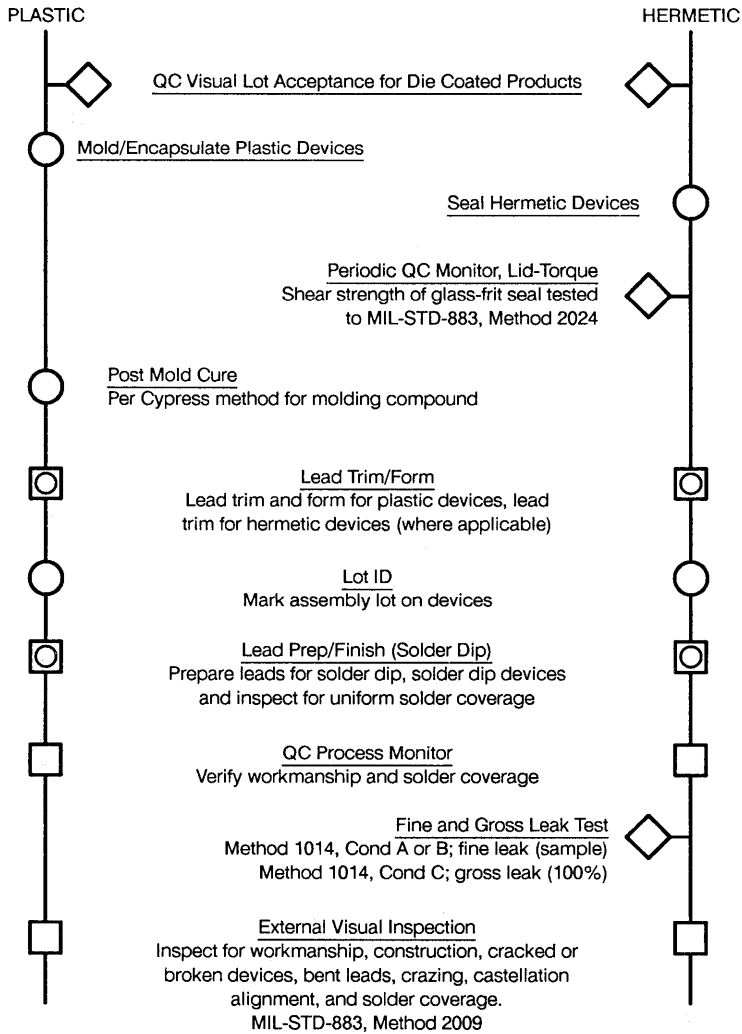 PLASTIC
HERMETIC
QC Visual Lot Acceptance for Die Coated Products
Mold/Encapsulate Plastic Devices
Seal Hermetic Devices
Periodic QC Monitor, Lid-Torque
Shear strength of glass-frit seal tested
to MIL-STD-883, Method 2024
Post Mold Cure
Per Cypress method for molding compound
Lead Trim/Form
Lead trim and form for plastic devices, lead
trim for hermetic devices (where applicable)
Lot ID
Mark assembly lot on devices
Lead Prep/Finish (Solder Dip)
Prepare leads for solder dip, solder dip devices
and inspect for uniform solder coverage
QC Process Monitor
Verify workmanship and solder coverage
Fine and Gross Leak Test
Method 1014, Cond A or B; fine leak (sample)
Method 1014, Cond C; gross leak (100%)
External Visual Inspection
Inspect for workmanship, construction, cracked or
broken devices, bent leads, crazing, castellation
alignment, and solder coverage.
MIL-STD-883, Method 2009